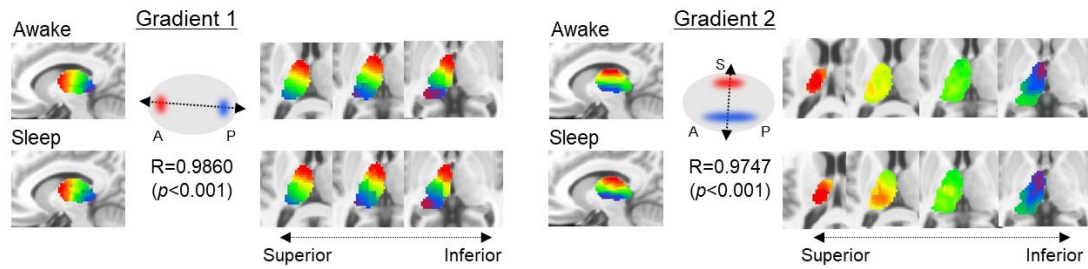 Gradient 1
Awake
A P
Sleep
R=0.9860
(p<0.001)
Superior Inferior
Gradient 2
Awake
S
A P
Sleep
R=0.9747
(p<0.001)
Superior Inferior